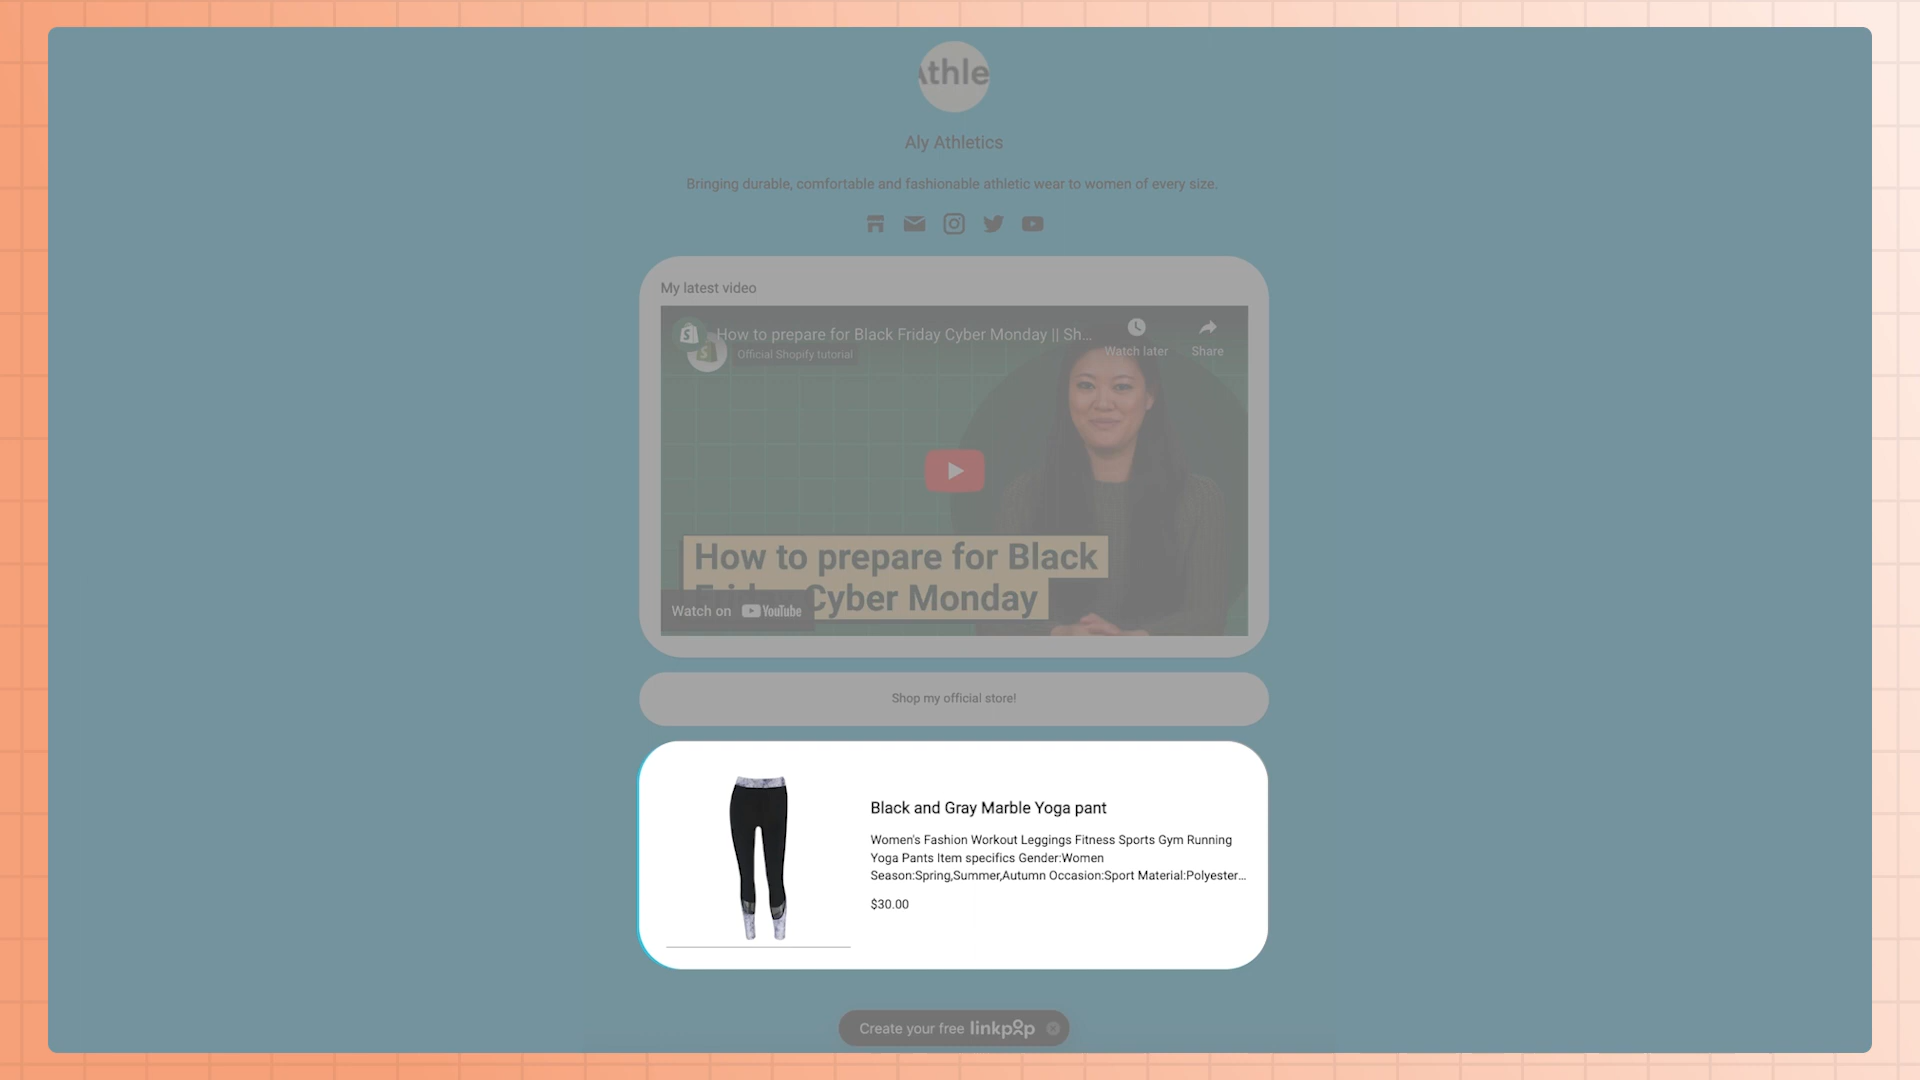 Athle
Aly Athletics
Bringing durable, comfortable and fashionable athletic wear to women of every size.
My latest video
How to prepare for Black Friday Cyber Monday || Sh...
Official Shopify tutorial
Watch later
Share
How to prepare for Black
Friday Cyber Monday
Watch on YouTube
Shop my official store!
Black and Gray Marble Yoga pant
Women's Fashion Workout Leggings Fitness Sports Gym Running
Yoga Pants Item specifics Gender:Women
Season:Spring,Summer,Autumn Occasion:Sport Material:Polyester...
$30.00
Create your free linkpop